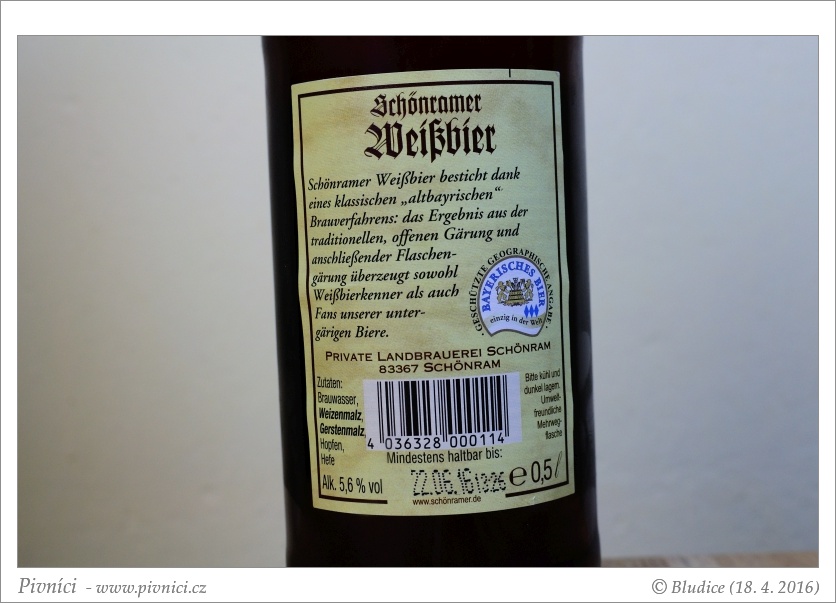 Schönramer
Weißbier
Schönramer Weißbier besticht dank
eines klassischen „altbayrischen“
Brauverfahrens: das Ergebnis aus der
traditionellen, offenen Gärung und
anschließender Flaschen-
gärung überzeugt sowohl
Weißbierkenner als auch
Fans unserer unter-
gärigen Biere.
· GESCHÜTZTE GEOGRAPHISCHE ANGABE ·
BAYERISCHES BIER
einzig in der Welt
PRIVATE LANDBRAUEREI SCHÖNRAM
83367 SCHÖNRAM
Zutaten:
Brauwasser,
Weizenmalz,
Gerstenmalz,
Hopfen,
Hefe
Alk. 5,6 % vol
4 036328 000114
Mindestens haltbar bis:
22.06.16 13:26
www.schönramer.de
Bitte kühl und
dunkel lagern.
Umwelt-
freundliche
Mehrweg-
flasche
e 0,5 l
Pivníci - www.pivnici.cz
© Bludice (18. 4. 2016)